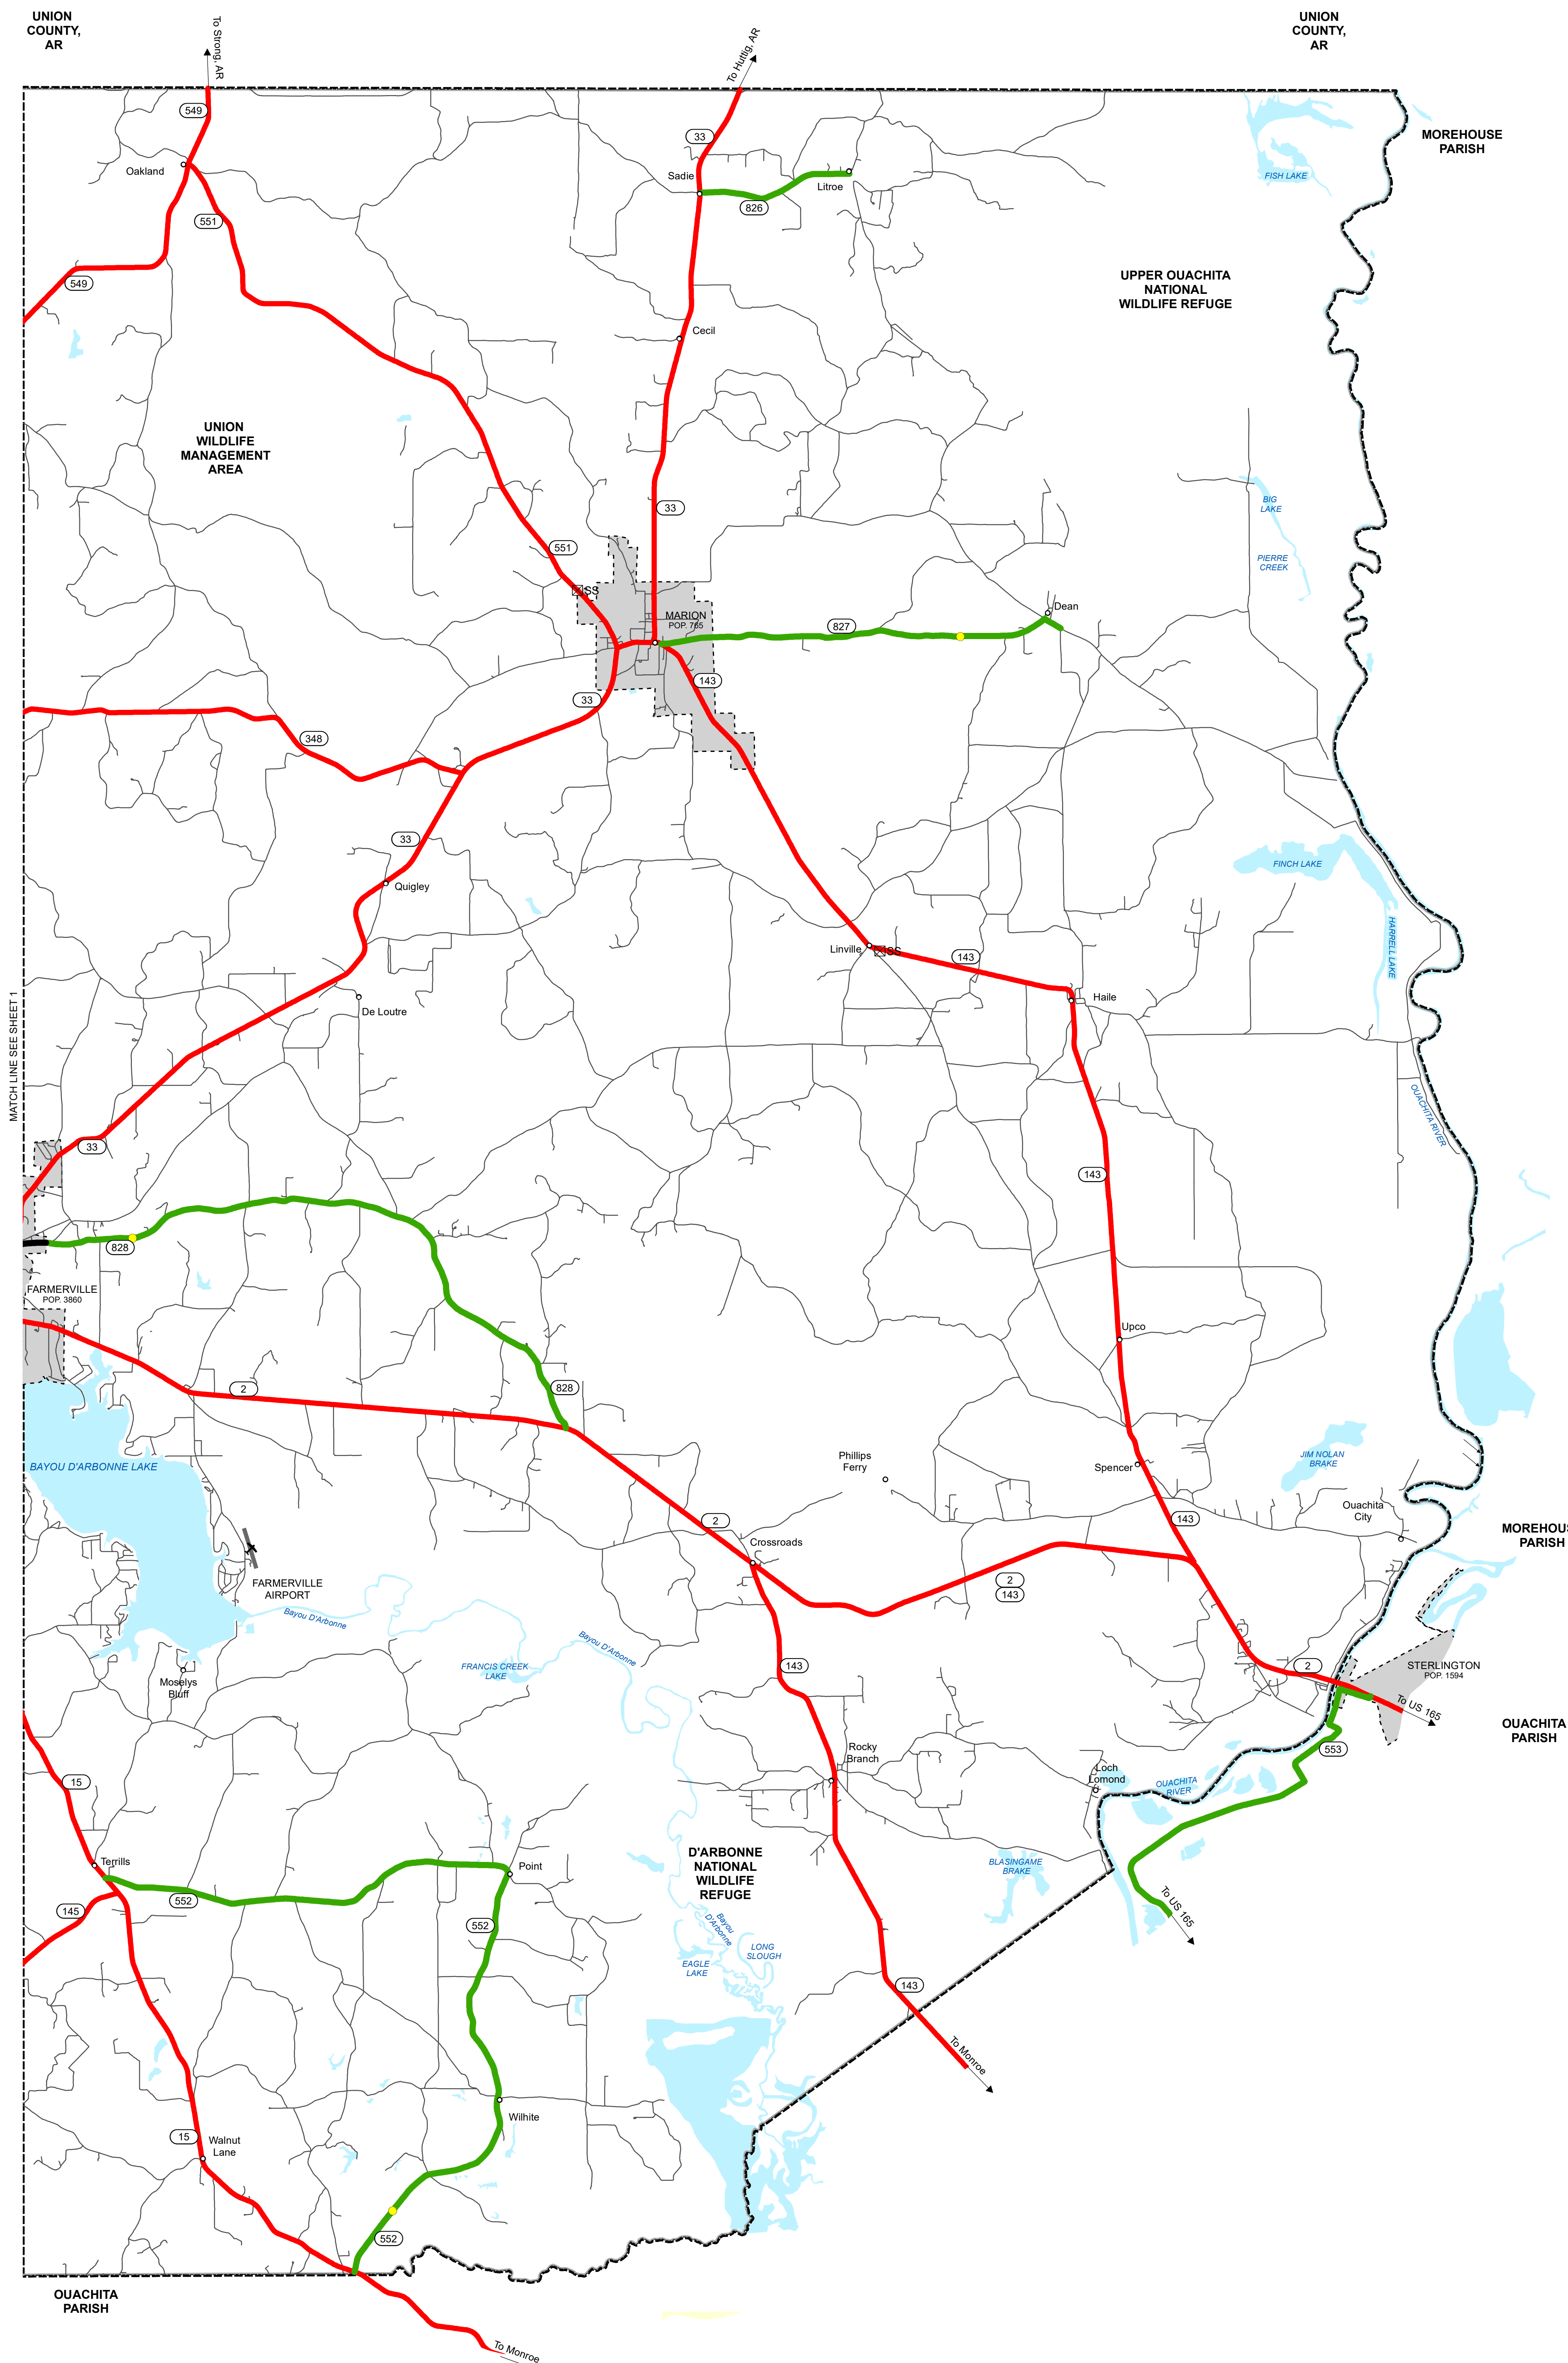 UNION
COUNTY,
AR
To Strong, AR
To Huttig, AR
UNION
COUNTY,
AR
549
33
MOREHOUSE
PARISH
Oakland
Sadie
Litroe
FISH LAKE
826
551
549
UPPER OUACHITA
NATIONAL
WILDLIFE REFUGE
Cecil
UNION
WILDLIFE
MANAGEMENT
AREA
33
BIG
LAKE
551
PIERRE
CREEK
SS
MARION
POP. 765
827
Dean
143
33
348
33
FINCH LAKE
Quigley
HARRELL LAKE
Linville
SS
143
Haile
De Loutre
MATCH LINE SEE SHEET 1
OUACHITA RIVER
33
143
828
FARMERVILLE
POP. 3860
Upco
2
828
BAYOU D'ARBONNE LAKE
Phillips
Ferry
Spencer
JIM NOLAN
BRAKE
Ouachita
City
2
143
MOREHOUS
PARISH
Crossroads
FARMERVILLE
AIRPORT
2
143
Bayou D'Arbonne
Bayou D'Arbonne
FRANCIS CREEK
LAKE
143
2
STERLINGTON
POP. 1594
Moselys
Bluff
To US 165
OUACHITA
PARISH
553
Rocky
Branch
Loch
Lomond
OUACHITA
RIVER
15
Terrills
Point
D'ARBONNE
NATIONAL
WILDLIFE
REFUGE
BLASINGAME
BRAKE
552
145
552
To US 165
Bayou
D'Arbonne
LONG
SLOUGH
EAGLE
LAKE
143
To Monroe
Wilhite
15
Walnut
Lane
552
OUACHITA
PARISH
To Monroe